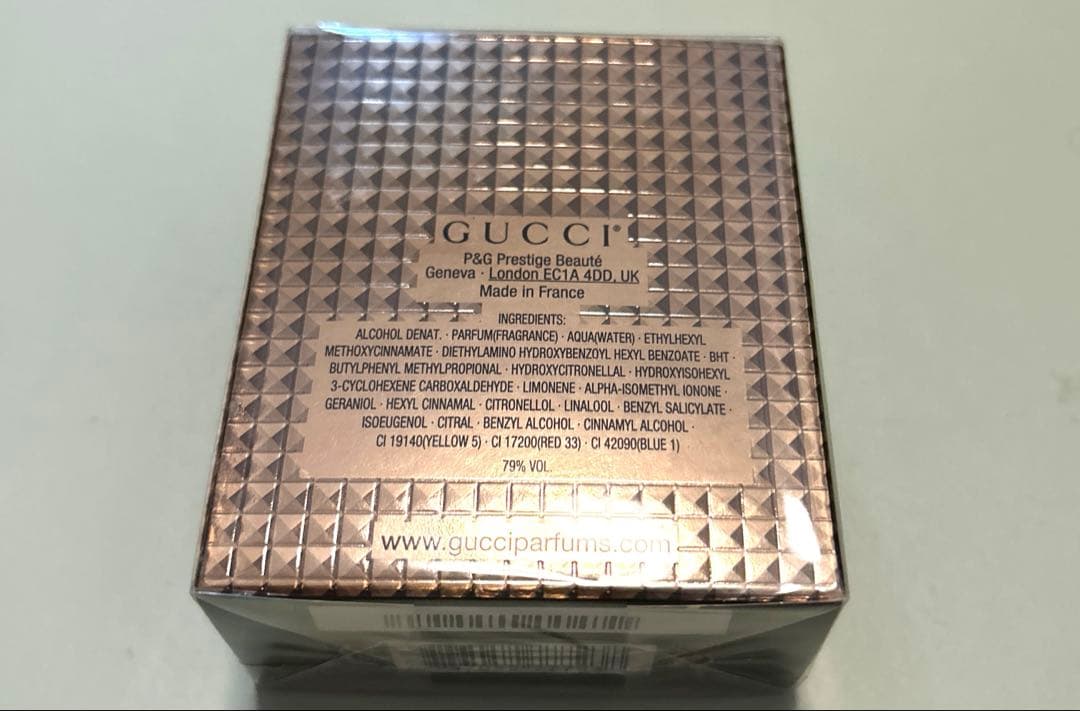 GUCCI®
P&G Prestige Beauté
Geneva · London EC1A 4DD, UK
Made in France
INGREDIENTS:
ALCOHOL DENAT. · PARFUM(FRAGRANCE) · AQUA(WATER) · ETHYLHEXYL
METHOXYCINNAMATE · DIETHYLAMINO HYDROXYBENZOYL HEXYL BENZOATE · BHT ·
BUTYLPHENYL METHYLPROPIONAL · HYDROXYCITRONELLAL · HYDROXYISOHEXYL
3-CYCLOHEXENE CARBOXALDEHYDE · LIMONENE · ALPHA-ISOMETHYL IONONE ·
GERANIOL · HEXYL CINNAMAL · CITRONELLOL · LINALOOL · BENZYL SALICYLATE ·
ISOEUGENOL · CITRAL · BENZYL ALCOHOL · CINNAMYL ALCOHOL ·
CI 19140(YELLOW 5) · CI 17200(RED 33) · CI 42090(BLUE 1)
79% VOL.
www.gucciparfums.com